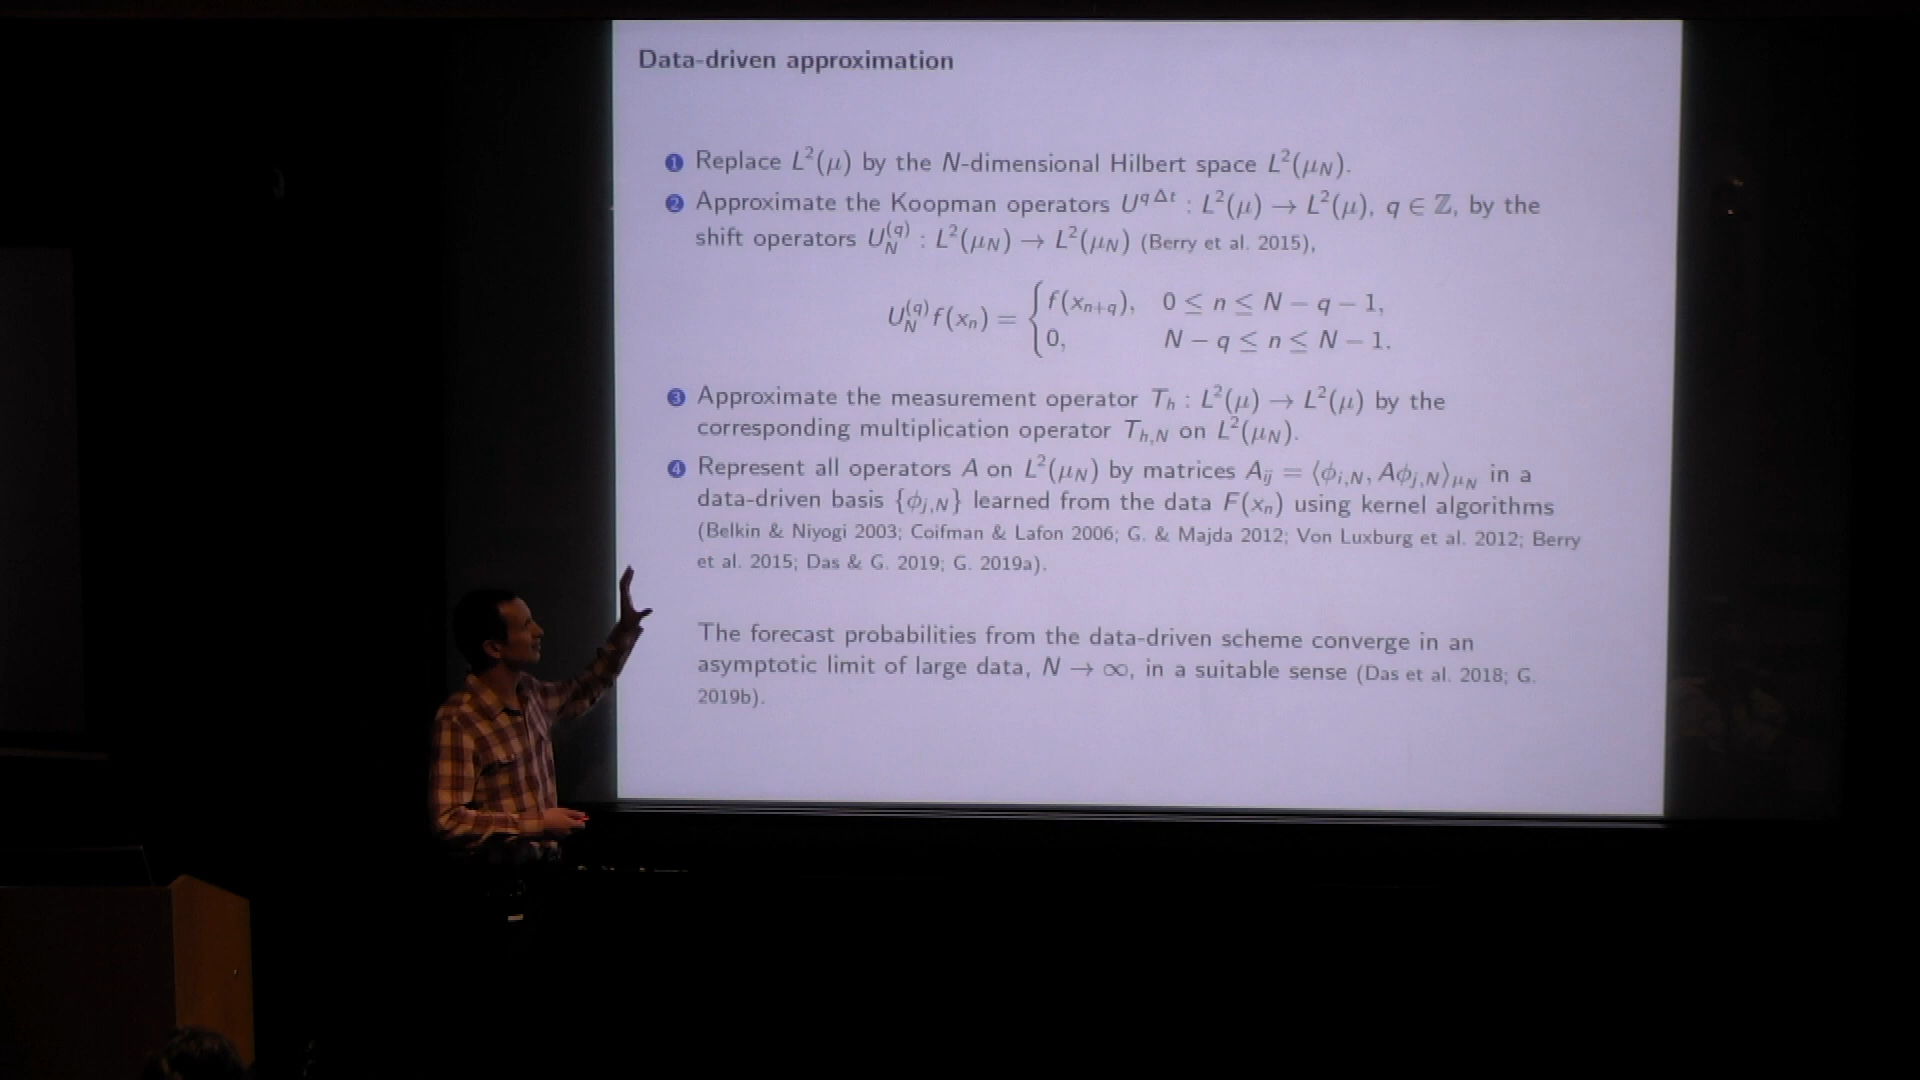 Data-driven approximation
1 Replace L²(μ) by the N-dimensional Hilbert space L²(μ_N).
2 Approximate the Koopman operators U^{q Δt} : L²(μ) → L²(μ), q ∈ ℤ, by the
shift operators U_N^{(q)} : L²(μ_N) → L²(μ_N) (Berry et al. 2015),
U_N^{(q)} f(x_n) = { f(x_{n+q}), 0 ≤ n ≤ N − q − 1,
0, N − q ≤ n ≤ N − 1.
3 Approximate the measurement operator T_h : L²(μ) → L²(μ) by the
corresponding multiplication operator T_{h,N} on L²(μ_N).
4 Represent all operators A on L²(μ_N) by matrices A_{ij} = ⟨ϕ_{i,N}, Aϕ_{j,N}⟩_{μ_N} in a
data-driven basis {ϕ_{j,N}} learned from the data F(x_n) using kernel algorithms
(Belkin & Niyogi 2003; Coifman & Lafon 2006; G. & Majda 2012; Von Luxburg et al. 2012; Berry
et al. 2015; Das & G. 2019; G. 2019a).
The forecast probabilities from the data-driven scheme converge in an
asymptotic limit of large data, N → ∞, in a suitable sense (Das et al. 2018; G.
2019b).